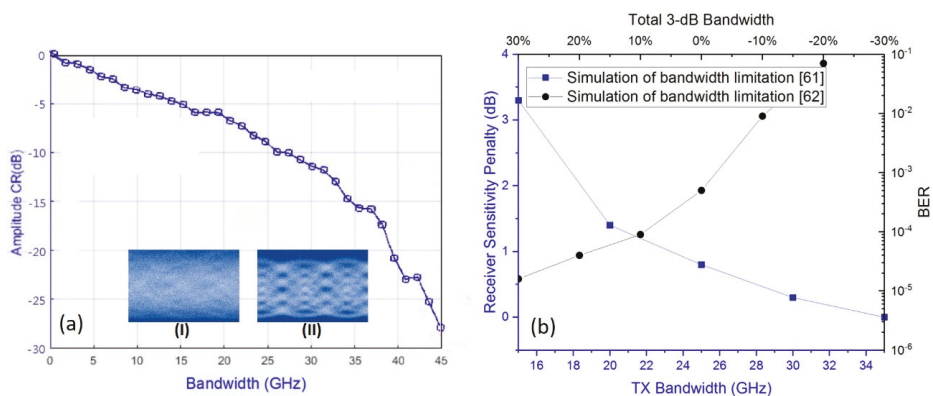 0
-5
-10
-15
-20
-25
-30
Amplitude CR(dB)
(a)
(I)
(II)
0 5 10 15 20 25 30 35 40 45
Bandwidth (GHz)
Total 3-dB Bandwidth
30% 20% 10% 0% -10% -20% -30%
Simulation of bandwidth limitation [61]
Simulation of bandwidth limitation [62]
4
3
2
1
0
Receiver Sensitivity Penalty (dB)
10-1
10-2
10-3
10-4
10-5
10-6
BER
(b)
16 18 20 22 24 26 28 30 32 34
TX Bandwidth (GHz)